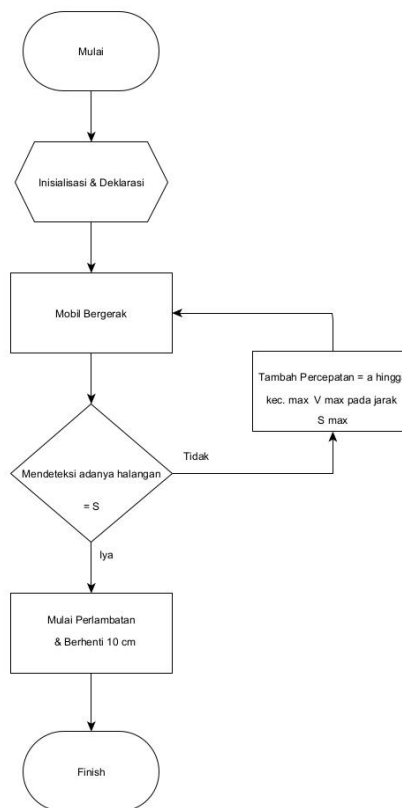 Mulai
Inisialisasi & Deklarasi
Mobil Bergerak
Tambah Percepatan = a hingga
kec. max V max pada jarak
S max
Mendeteksi adanya halangan
= S
Tidak
Iya
Mulai Perlambatan
& Berhenti 10 cm
Finish